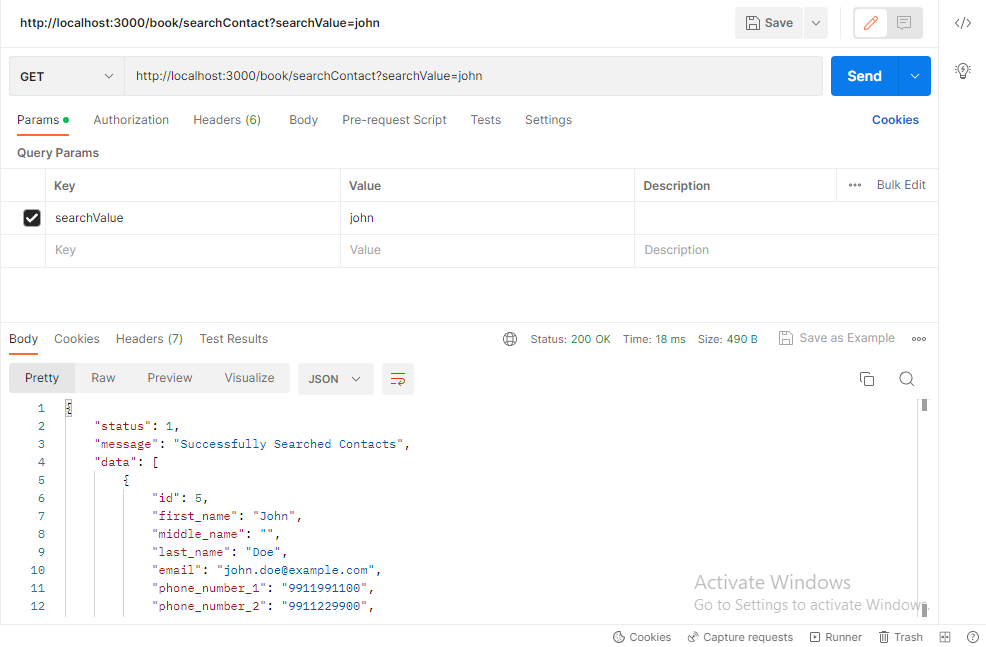 http://localhost:3000/book/searchContact?searchValue=john
Save
GET
http://localhost:3000/book/searchContact?searchValue=john
Send
Params
Authorization
Headers (6)
Body
Pre-request Script
Tests
Settings
Cookies
Query Params
Key
Value
Description
Bulk Edit
searchValue
john
Key
Value
Description
Body
Cookies
Headers (7)
Test Results
Status: 200 OK
Time: 18 ms
Size: 490 B
Save as Example
Pretty
Raw
Preview
Visualize
JSON
1 {
2 "status": 1,
3 "message": "Successfully Searched Contacts",
4 "data": [
5 {
6 "id": 5,
7 "first_name": "John",
8 "middle_name": "",
9 "last_name": "Doe",
10 "email": "john.doe@example.com",
11 "phone_number_1": "9911991100",
12 "phone_number_2": "9911229900",
Activate Windows
Go to Settings to activate Windows.
Cookies
Capture requests
Runner
Trash